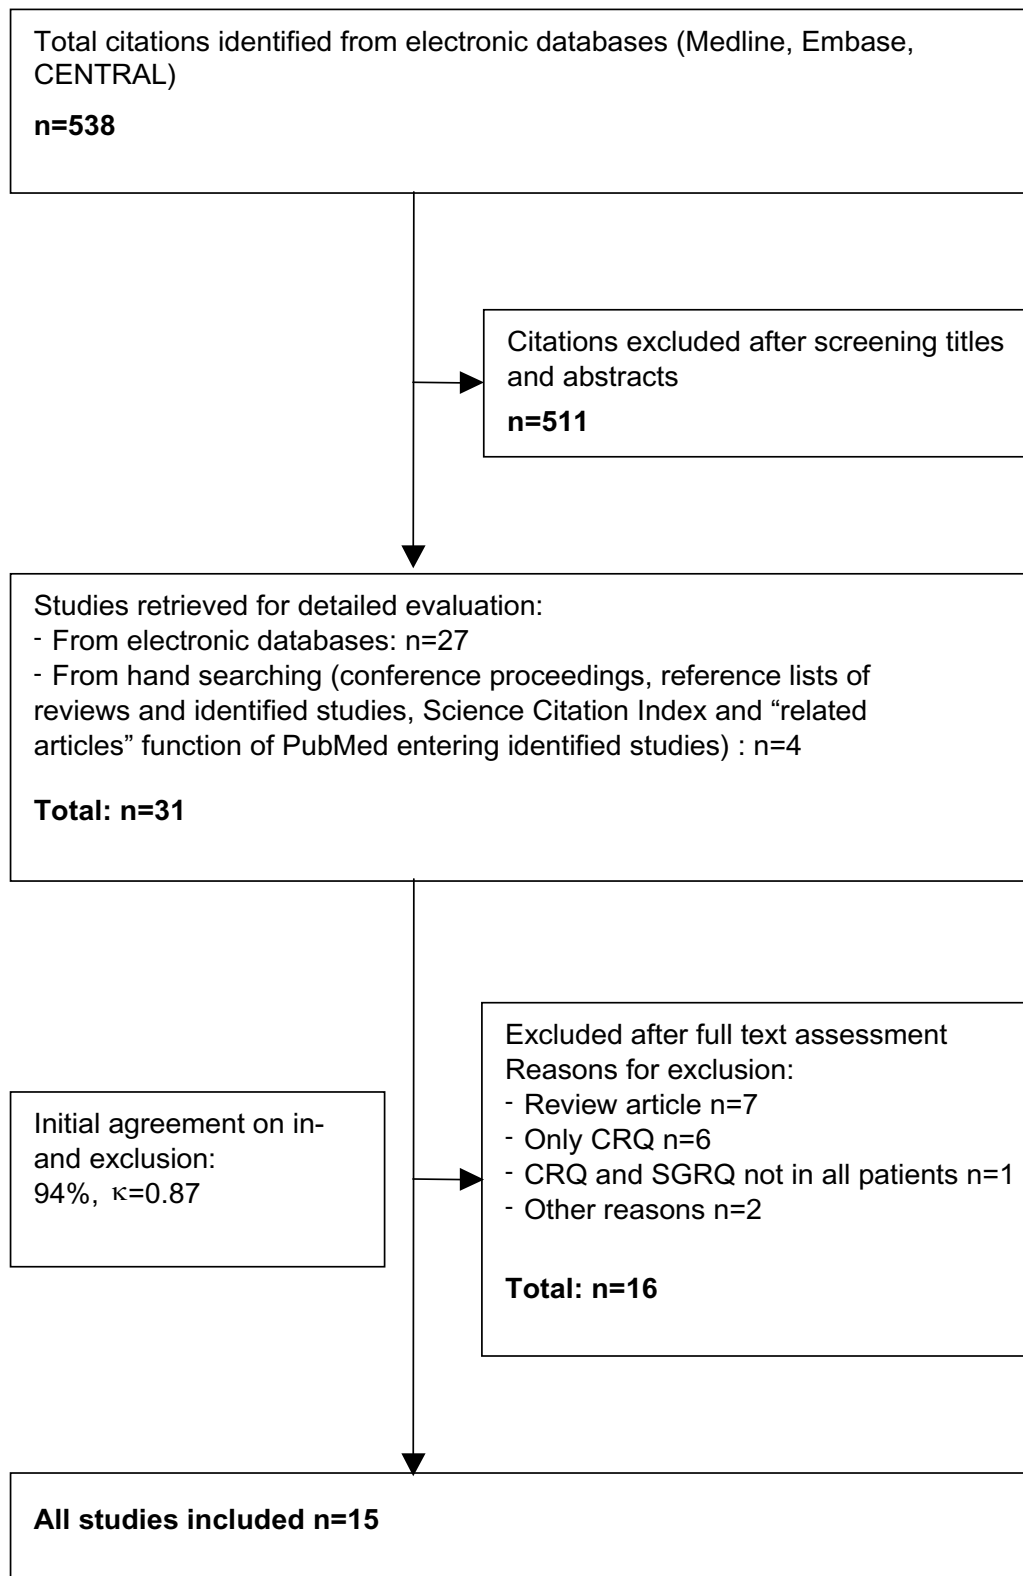 Total citations identified from electronic databases (Medline, Embase,
CENTRAL)
n=538
Citations excluded after screening titles
and abstracts
n=511
Studies retrieved for detailed evaluation:
- From electronic databases: n=27
- From hand searching (conference proceedings, reference lists of
reviews and identified studies, Science Citation Index and “related
articles” function of PubMed entering identified studies) : n=4
Total: n=31
Excluded after full text assessment
Reasons for exclusion:
- Review article n=7
- Only CRQ n=6
- CRQ and SGRQ not in all patients n=1
- Other reasons n=2
Total: n=16
Initial agreement on in-
and exclusion:
94%, κ=0.87
All studies included n=15